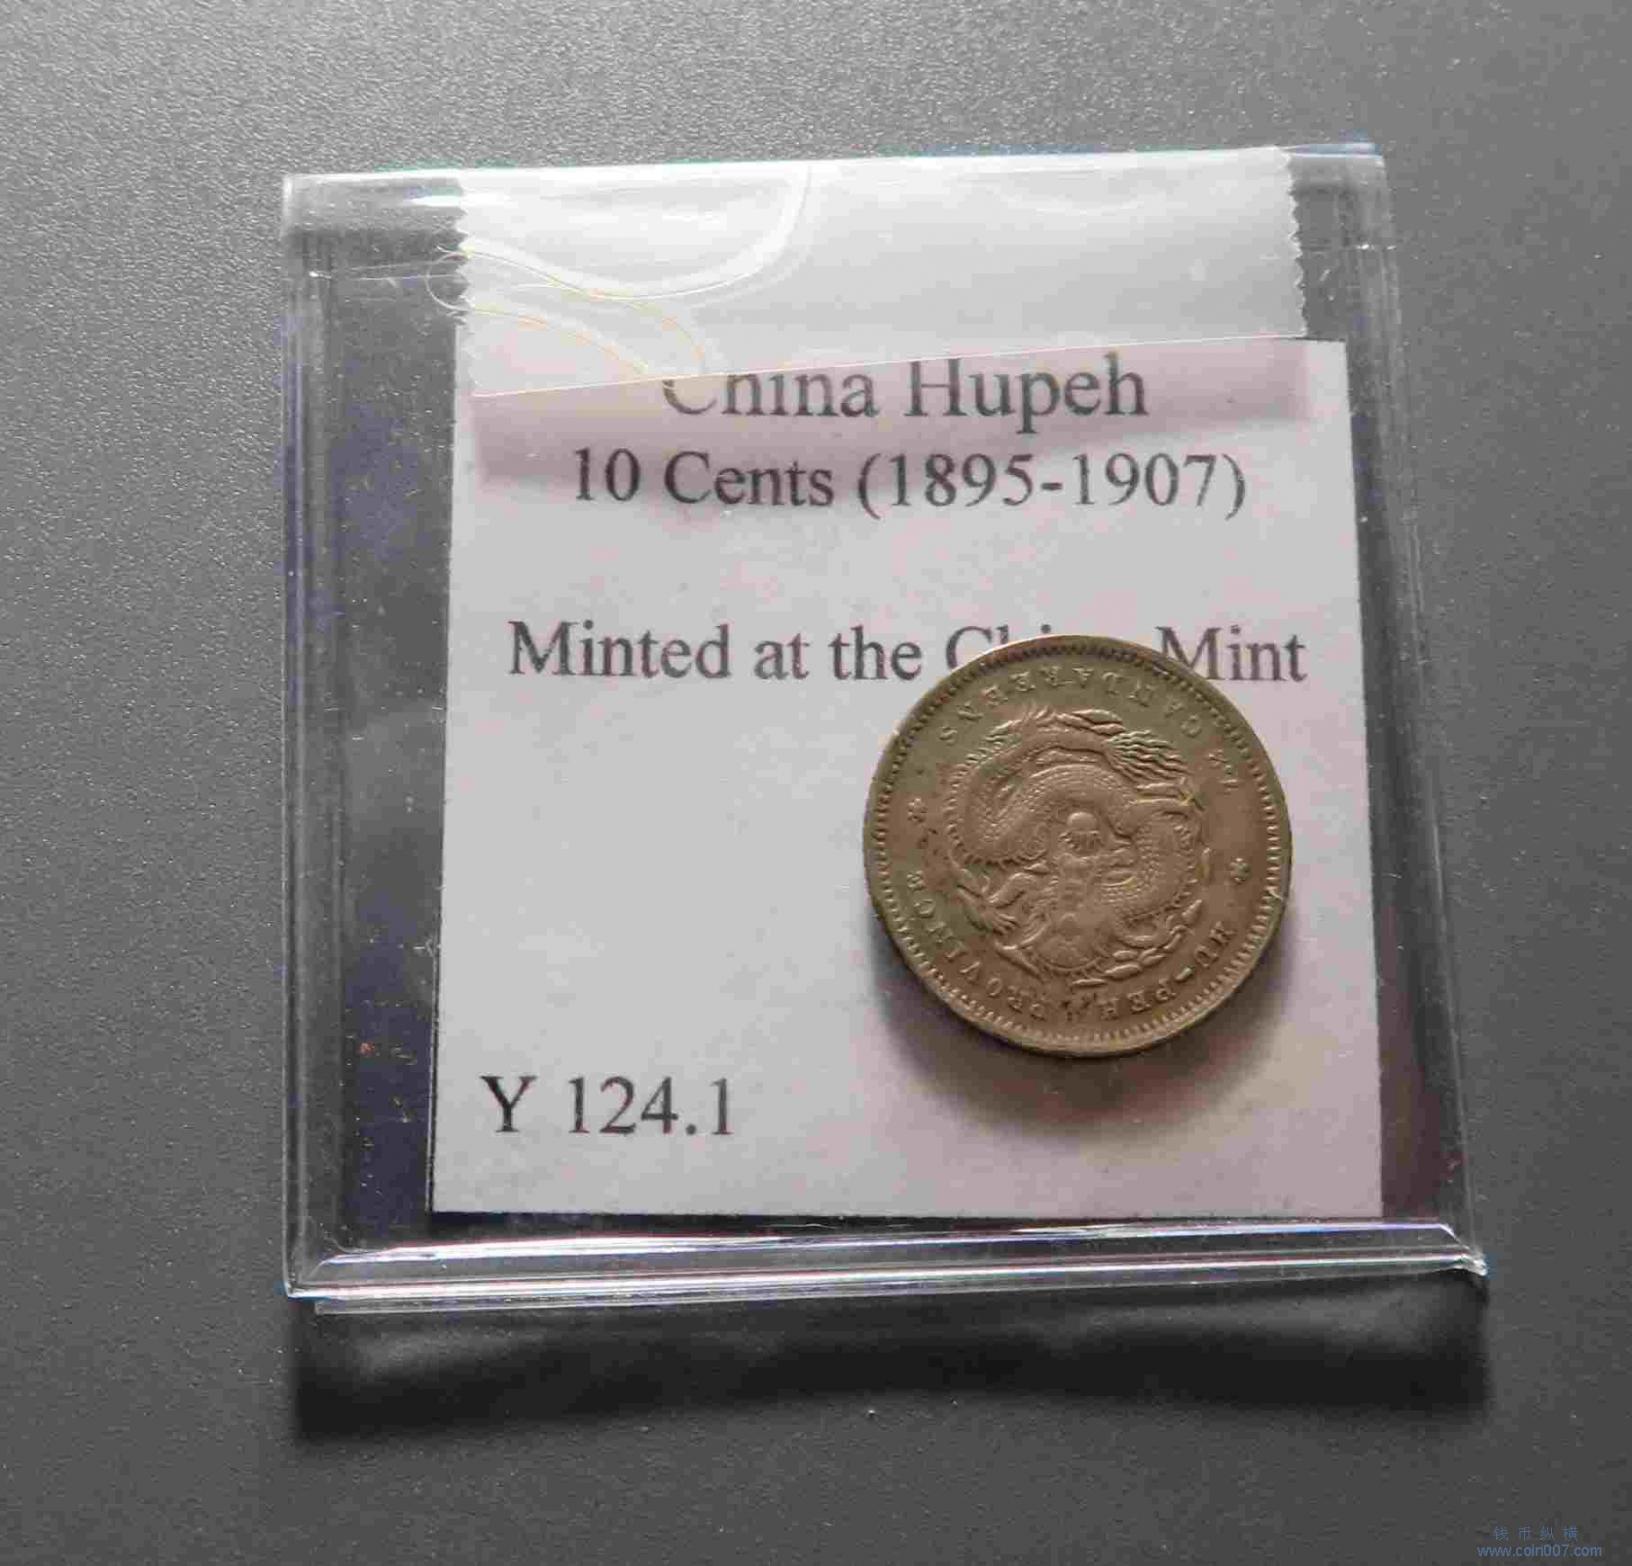 China Hupeh
10 Cents (1895-1907)
Minted at the China Mint
Y 124.1
HU-PEH PROVINCE
CANDAREENS
钱币纵横
www.coin007.com